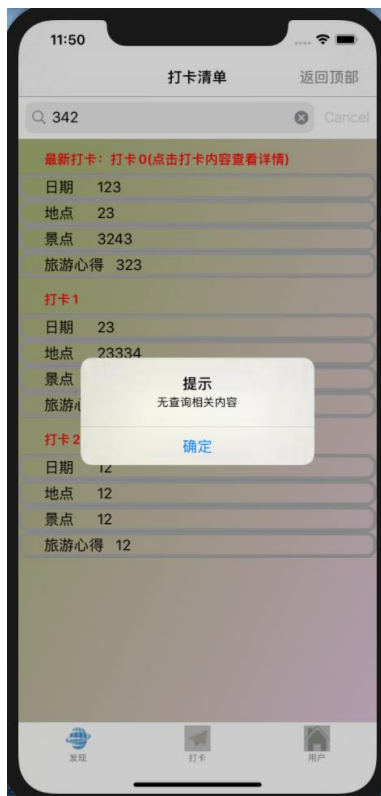 11:50
打卡清单
返回顶部
342
Cancel
最新打卡：打卡0(点击打卡内容查看详情)
日期 123
地点 23
景点 3243
旅游心得 323
打卡1
日期 23
地点 23334
景点
旅游
提示
无查询相关内容
确定
打卡2
日期 12
地点 12
景点 12
旅游心得 12
发现
打卡
用户